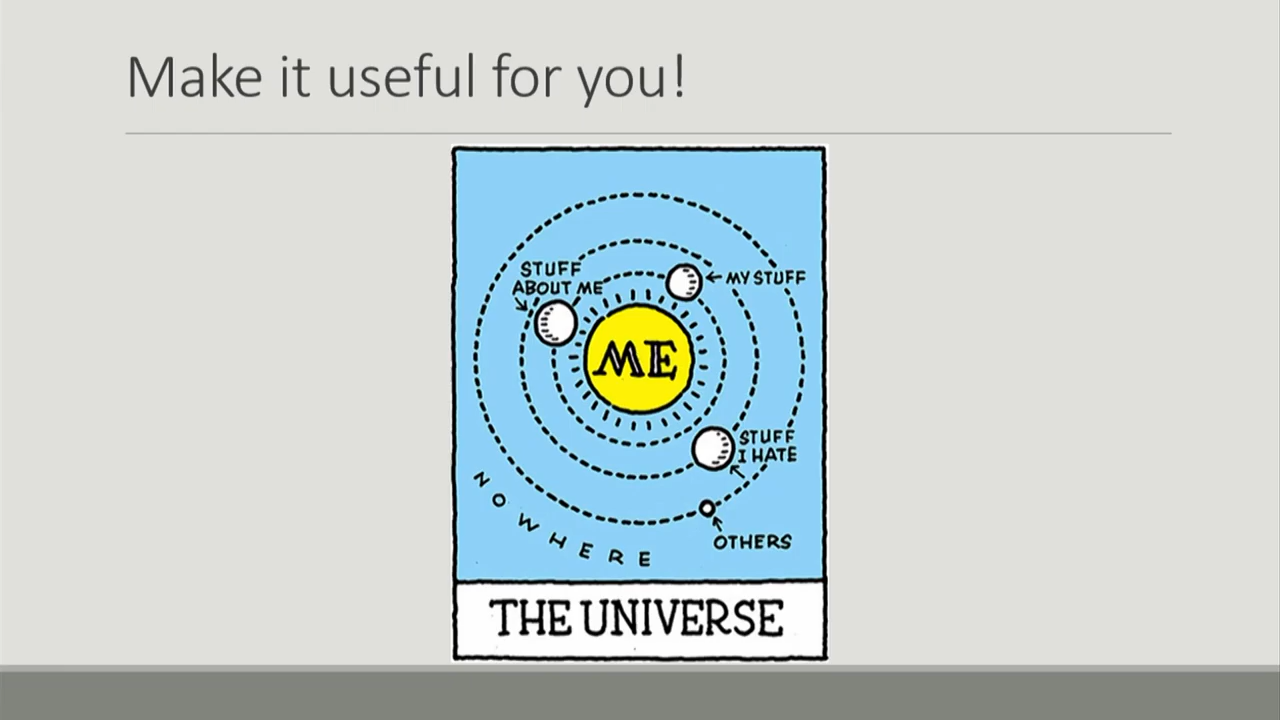 Make it useful for you!
STUFF
ABOUT ME
MY STUFF
ME
STUFF
I HATE
NOWHERE
OTHERS
THE UNIVERSE